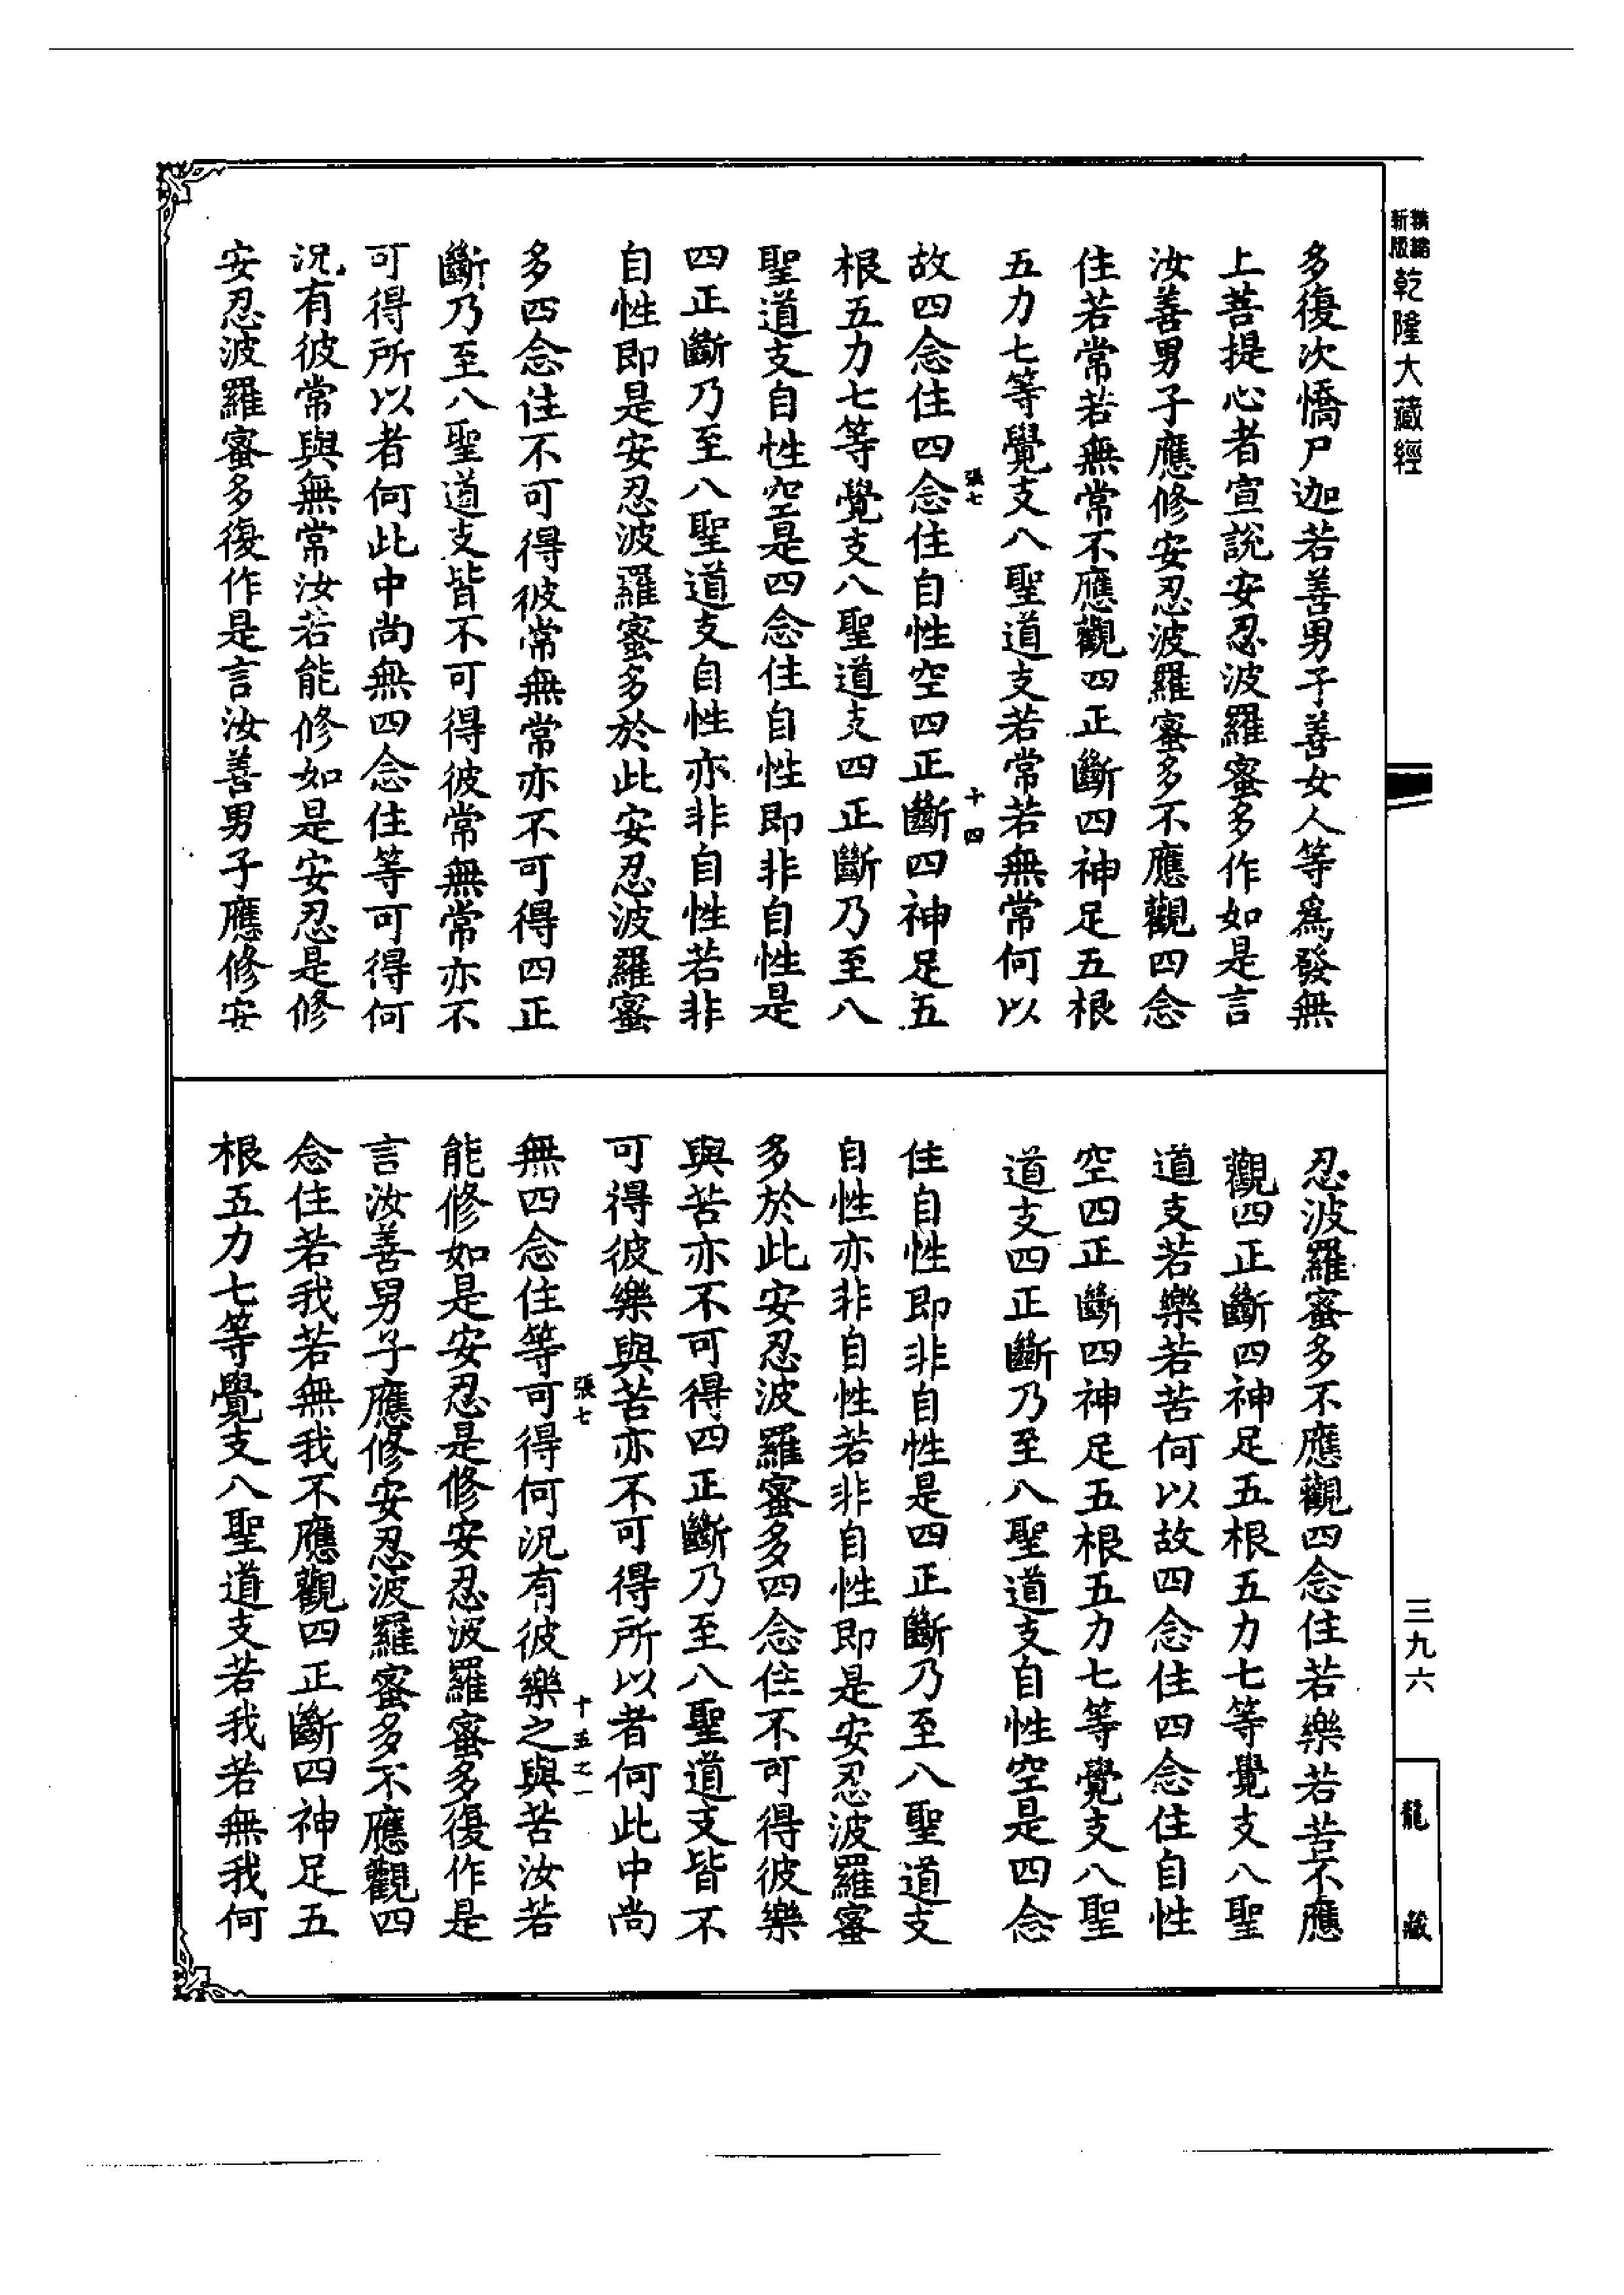 新版
乾隆大藏經
多復次憍尸迦若善男子善女人等爲發無
上菩提心者宣說安忍波羅蜜多作如是言
汝善男子應修安忍波羅蜜多不應觀四念
住若常若無常不應觀四正斷四神足五根
五力七等覺支八聖道支若常若無常何以
張七
十四
故四念住四念住自性空四正斷四神足五
根五力七等覺支八聖道支四正斷乃至八
聖道支自性空是四念住自性即非自性是
四正斷乃至八聖道支自性亦非自性若非
自性即是安忍波羅蜜多於此安忍波羅蜜
多四念住不可得彼常無常亦不可得四正
斷乃至八聖道支皆不可得彼常無常亦不
可得所以者何此中尚無四念住等可得何
況有彼常與無常汝若能修如是安忍是修
安忍波羅蜜多復作是言汝善男子應修安
忍波羅蜜多不應觀四念住若樂若苦不應
觀四正斷四神足五根五力七等覺支八聖
道支若樂若苦何以故四念住四念住自性
空四正斷四神足五根五力七等覺支八聖
道支四正斷乃至八聖道支自性空是四念
住自性即非自性是四正斷乃至八聖道支
自性亦非自性若非自性即是安忍波羅蜜
多於此安忍波羅蜜多四念住不可得彼樂
與苦亦不可得四正斷乃至八聖道支皆不
可得彼樂與苦亦不可得所以者何此中尚
張七
十五之一
無四念住等可得何況有彼樂之與苦汝若
能修如是安忍是修安忍波羅蜜多復作是
言汝善男子應修安忍波羅蜜多不應觀四
念住若我若無我不應觀四正斷四神足五
根五力七等覺支八聖道支若我若無我何
三九六
龍藏